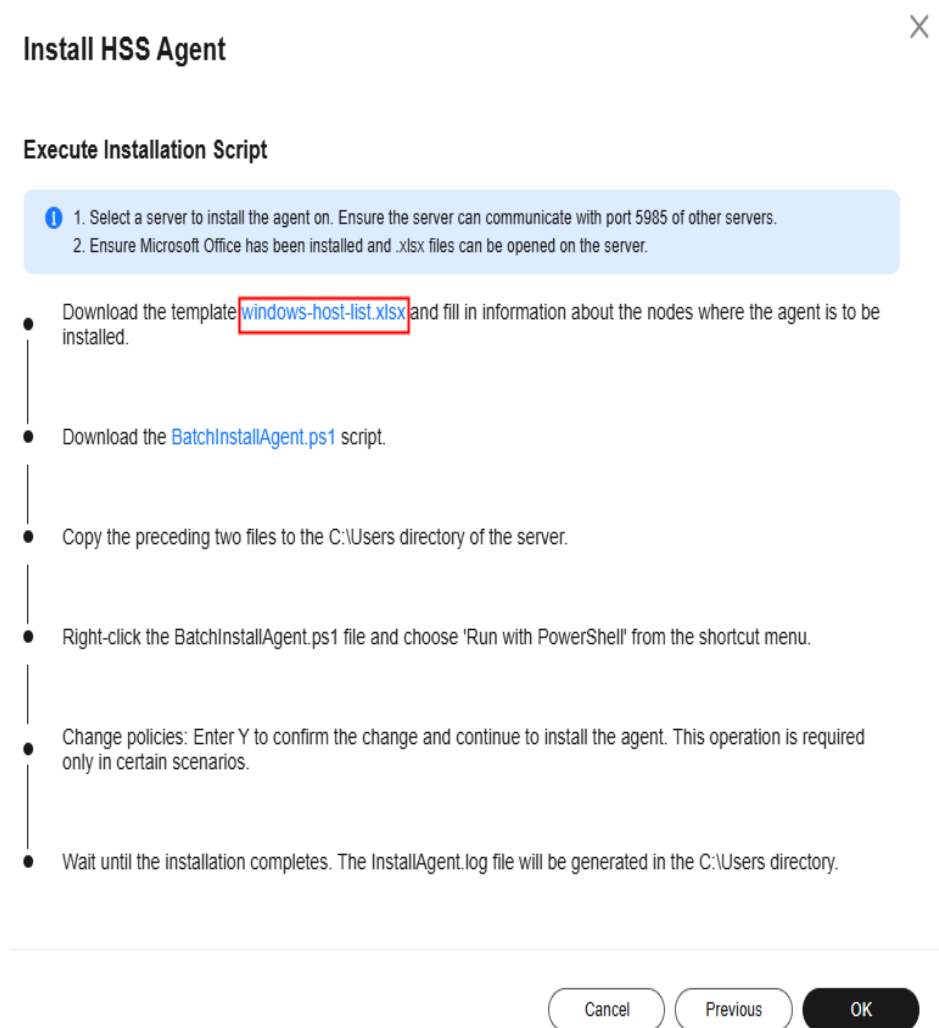 Install HSS Agent
Execute Installation Script
1. Select a server to install the agent on. Ensure the server can communicate with port 5985 of other servers.
2. Ensure Microsoft Office has been installed and .xlsx files can be opened on the server.
Download the template windows-host-list.xlsx and fill in information about the nodes where the agent is to be
installed.
Download the BatchInstallAgent.ps1 script.
Copy the preceding two files to the C:\Users directory of the server.
Right-click the BatchInstallAgent.ps1 file and choose 'Run with PowerShell' from the shortcut menu.
Change policies: Enter Y to confirm the change and continue to install the agent. This operation is required
only in certain scenarios.
Wait until the installation completes. The InstallAgent.log file will be generated in the C:\Users directory.
Cancel Previous OK